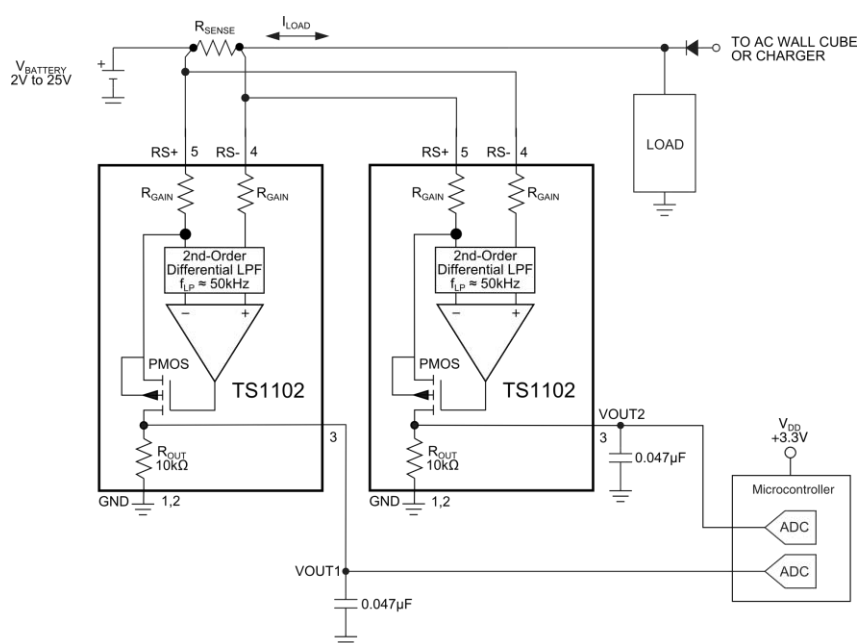 RSENSE
ILOAD
TO AC WALL CUBE
OR CHARGER
VBATTERY
2V to 25V
+
LOAD
RS+ 5 RS- 4
RS+ 5 RS- 4
RGAIN
RGAIN
RGAIN
RGAIN
2nd-Order
Differential LPF
fLP ≈ 50kHz
2nd-Order
Differential LPF
fLP ≈ 50kHz
− +
− +
PMOS
TS1102
PMOS
TS1102
3
VOUT2
3
ROUT
10kΩ
ROUT
10kΩ
0.047µF
VDD
+3.3V
Microcontroller
GND 1,2
GND 1,2
ADC
ADC
VOUT1
0.047µF